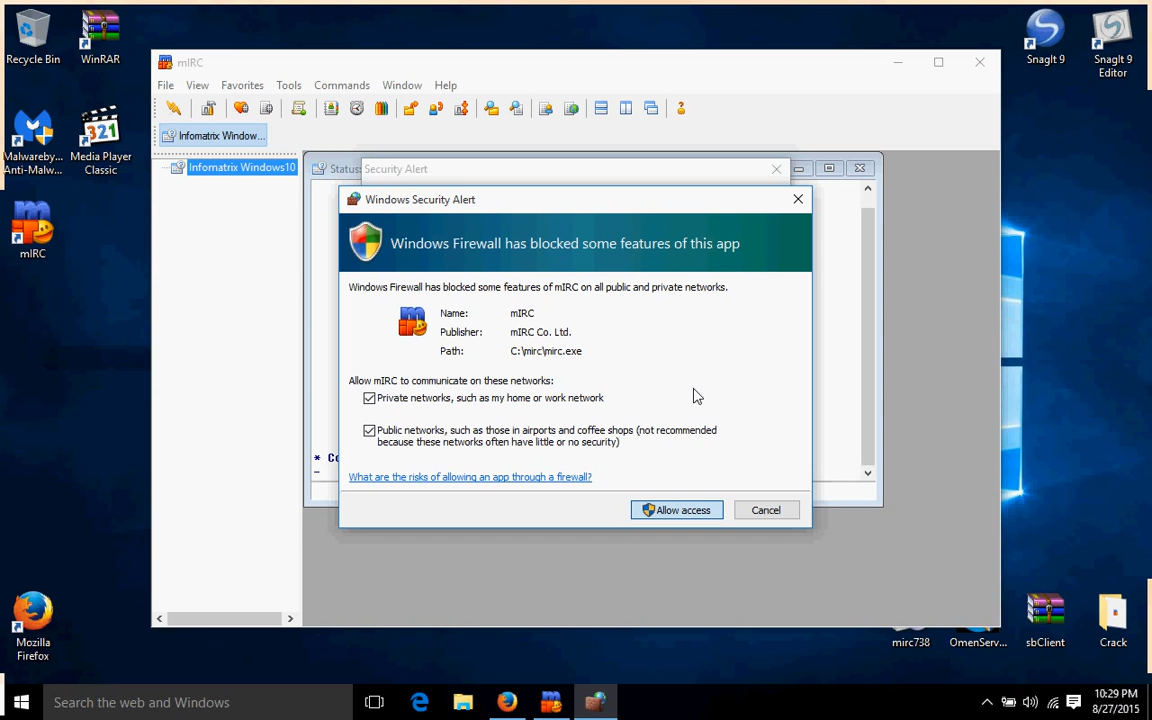 Recycle Bin
WinRAR
SnagIt 9
SnagIt 9
Editor
mIRC
File View Favorites Tools Commands Window Help
Infomatrix Window...
Malwareby...
Anti-Malw...
Media Player
Classic
Infomatrix Windows10
Status:
Security Alert
Windows Security Alert
Windows Firewall has blocked some features of this app
Windows Firewall has blocked some features of mIRC on all public and private networks.
Name: mIRC
Publisher: mIRC Co. Ltd.
Path: C:\mirc\mirc.exe
Allow mIRC to communicate on these networks:
Private networks, such as my home or work network
Public networks, such as those in airports and coffee shops (not recommended
because these networks often have little or no security)
* Co
-
What are the risks of allowing an app through a firewall?
Allow access Cancel
mIRC
Mozilla
Firefox
mirc738
OmenServ...
sbClient
Crack
Search the web and Windows
10:29 PM
8/27/2015